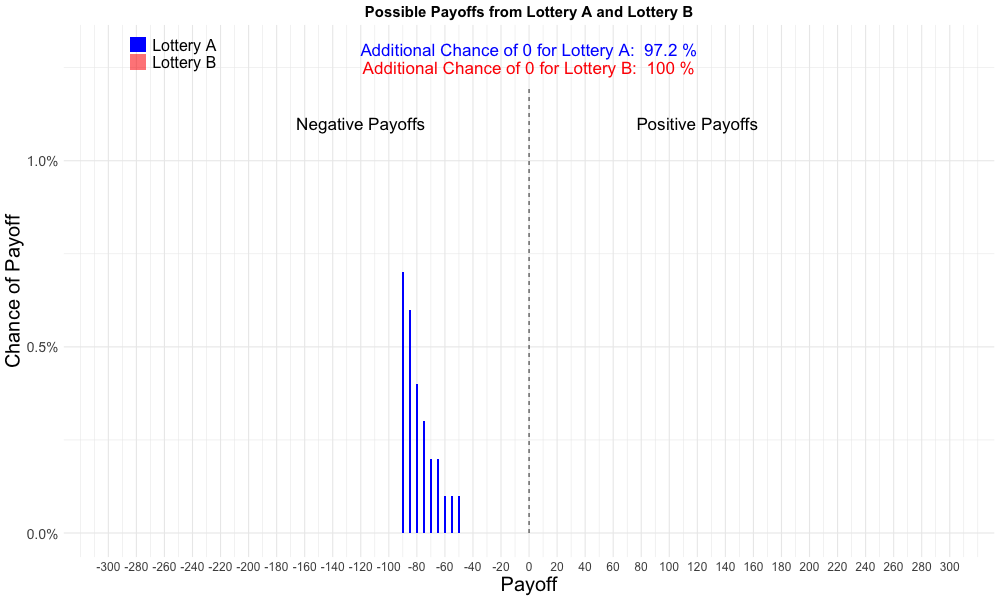 Possible Payoffs from Lottery A and Lottery B
Lottery A
Lottery B
Additional Chance of 0 for Lottery A:  97.2 %
Additional Chance of 0 for Lottery B:  100 %
Negative Payoffs
Positive Payoffs
Chance of Payoff
1.0%
0.5%
0.0%
-300 -280 -260 -240 -220 -200 -180 -160 -140 -120 -100 -80 -60 -40 -20 0 20 40 60 80 100 120 140 160 180 200 220 240 260 280 300
Payoff